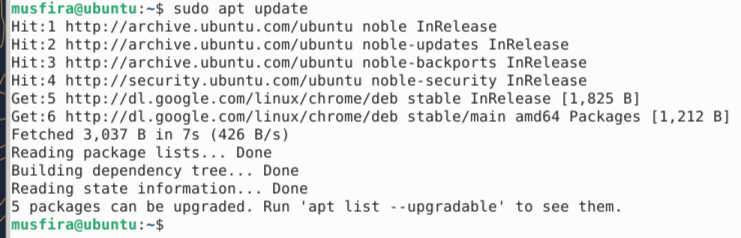 musfira@ubuntu:~$ sudo apt update
Hit:1 http://archive.ubuntu.com/ubuntu noble InRelease
Hit:2 http://archive.ubuntu.com/ubuntu noble-updates InRelease
Hit:3 http://archive.ubuntu.com/ubuntu noble-backports InRelease
Hit:4 http://security.ubuntu.com/ubuntu noble-security InRelease
Get:5 http://dl.google.com/linux/chrome/deb stable InRelease [1,825 B]
Get:6 http://dl.google.com/linux/chrome/deb stable/main amd64 Packages [1,212 B]
Fetched 3,037 B in 7s (426 B/s)
Reading package lists... Done
Building dependency tree... Done
Reading state information... Done
5 packages can be upgraded. Run 'apt list --upgradable' to see them.
musfira@ubuntu:~$